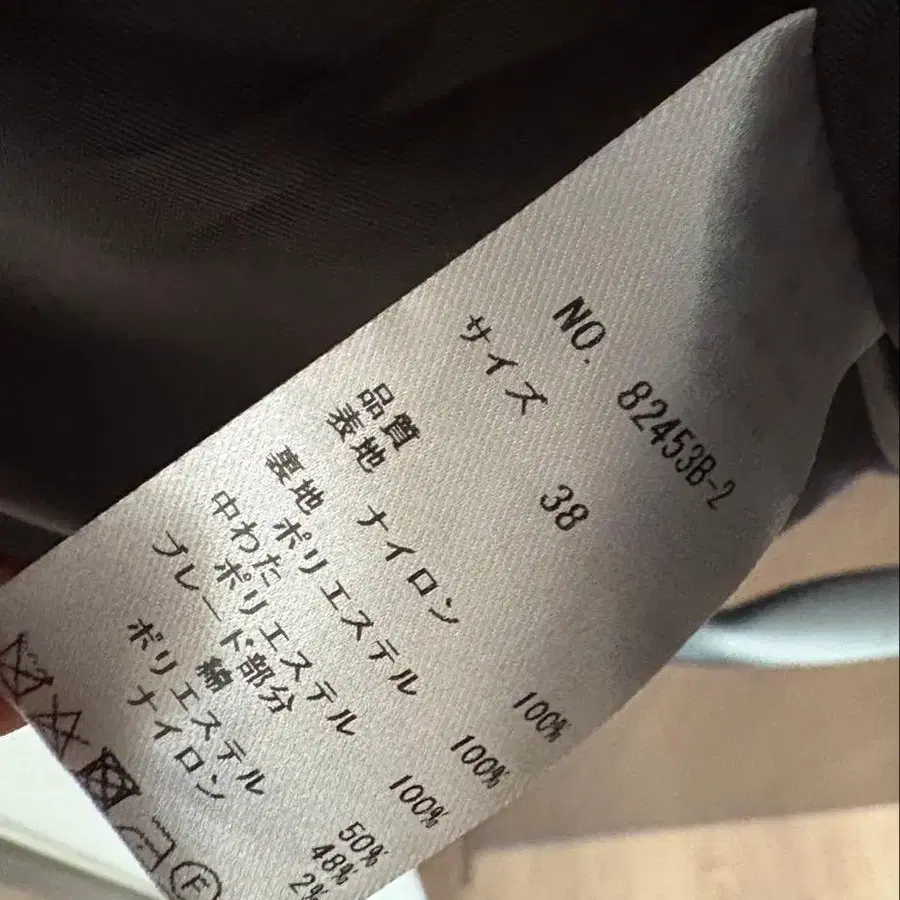 NO. 82453B-2
サイズ 38
品質
表地 ナイロン 100%
裏地 ポリエステル 100%
中わた
ポリエステル 100%
ブレード部分
綿 50%
ポリエステル 48%
ナイロン 2%
F